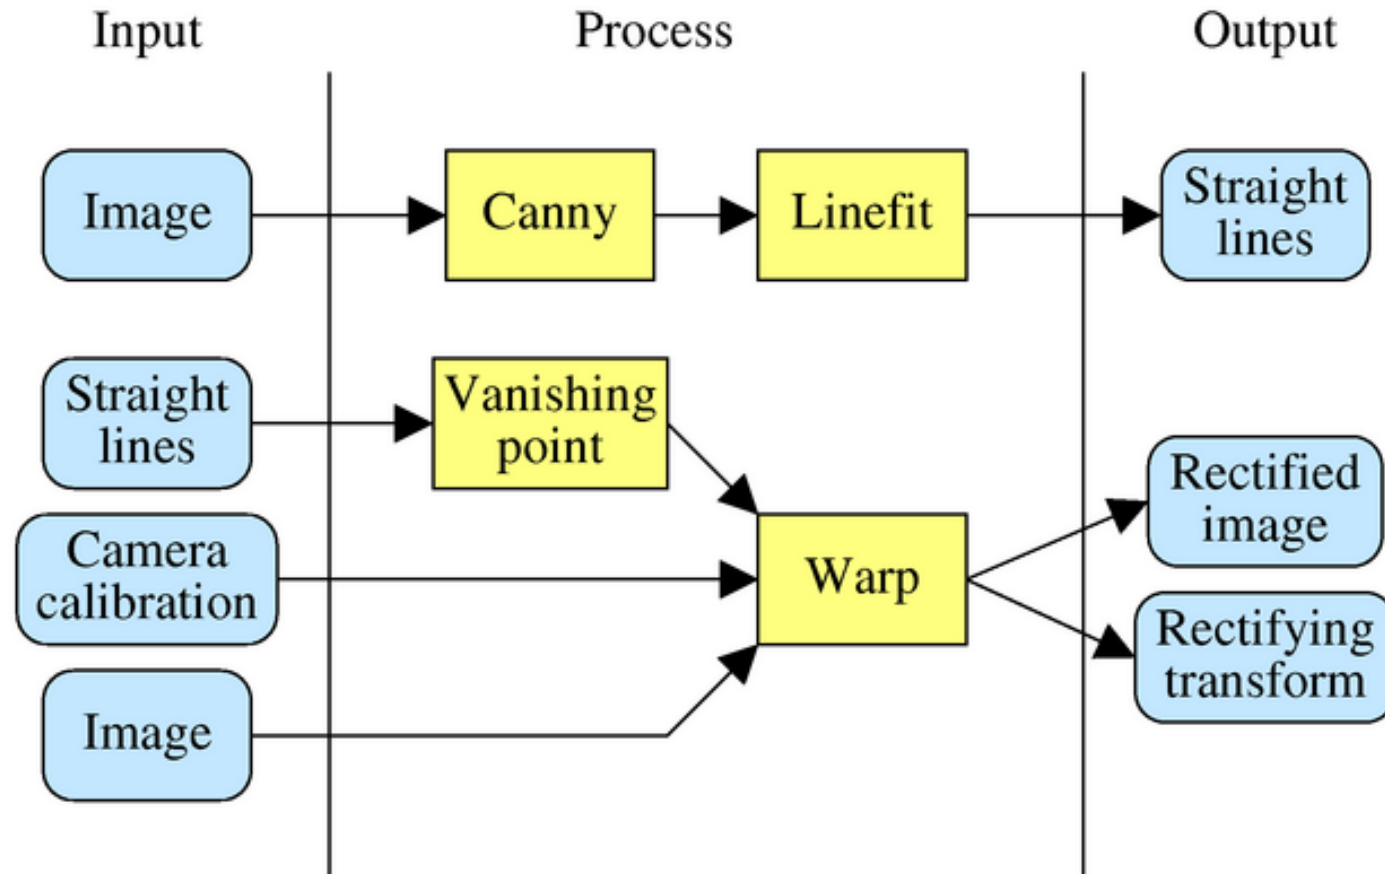 Input Process Output
Image Canny Linefit Straight
lines
Straight
lines
Vanishing
point
Camera
calibration
Warp
Rectified
image
Image
Rectifying
transform